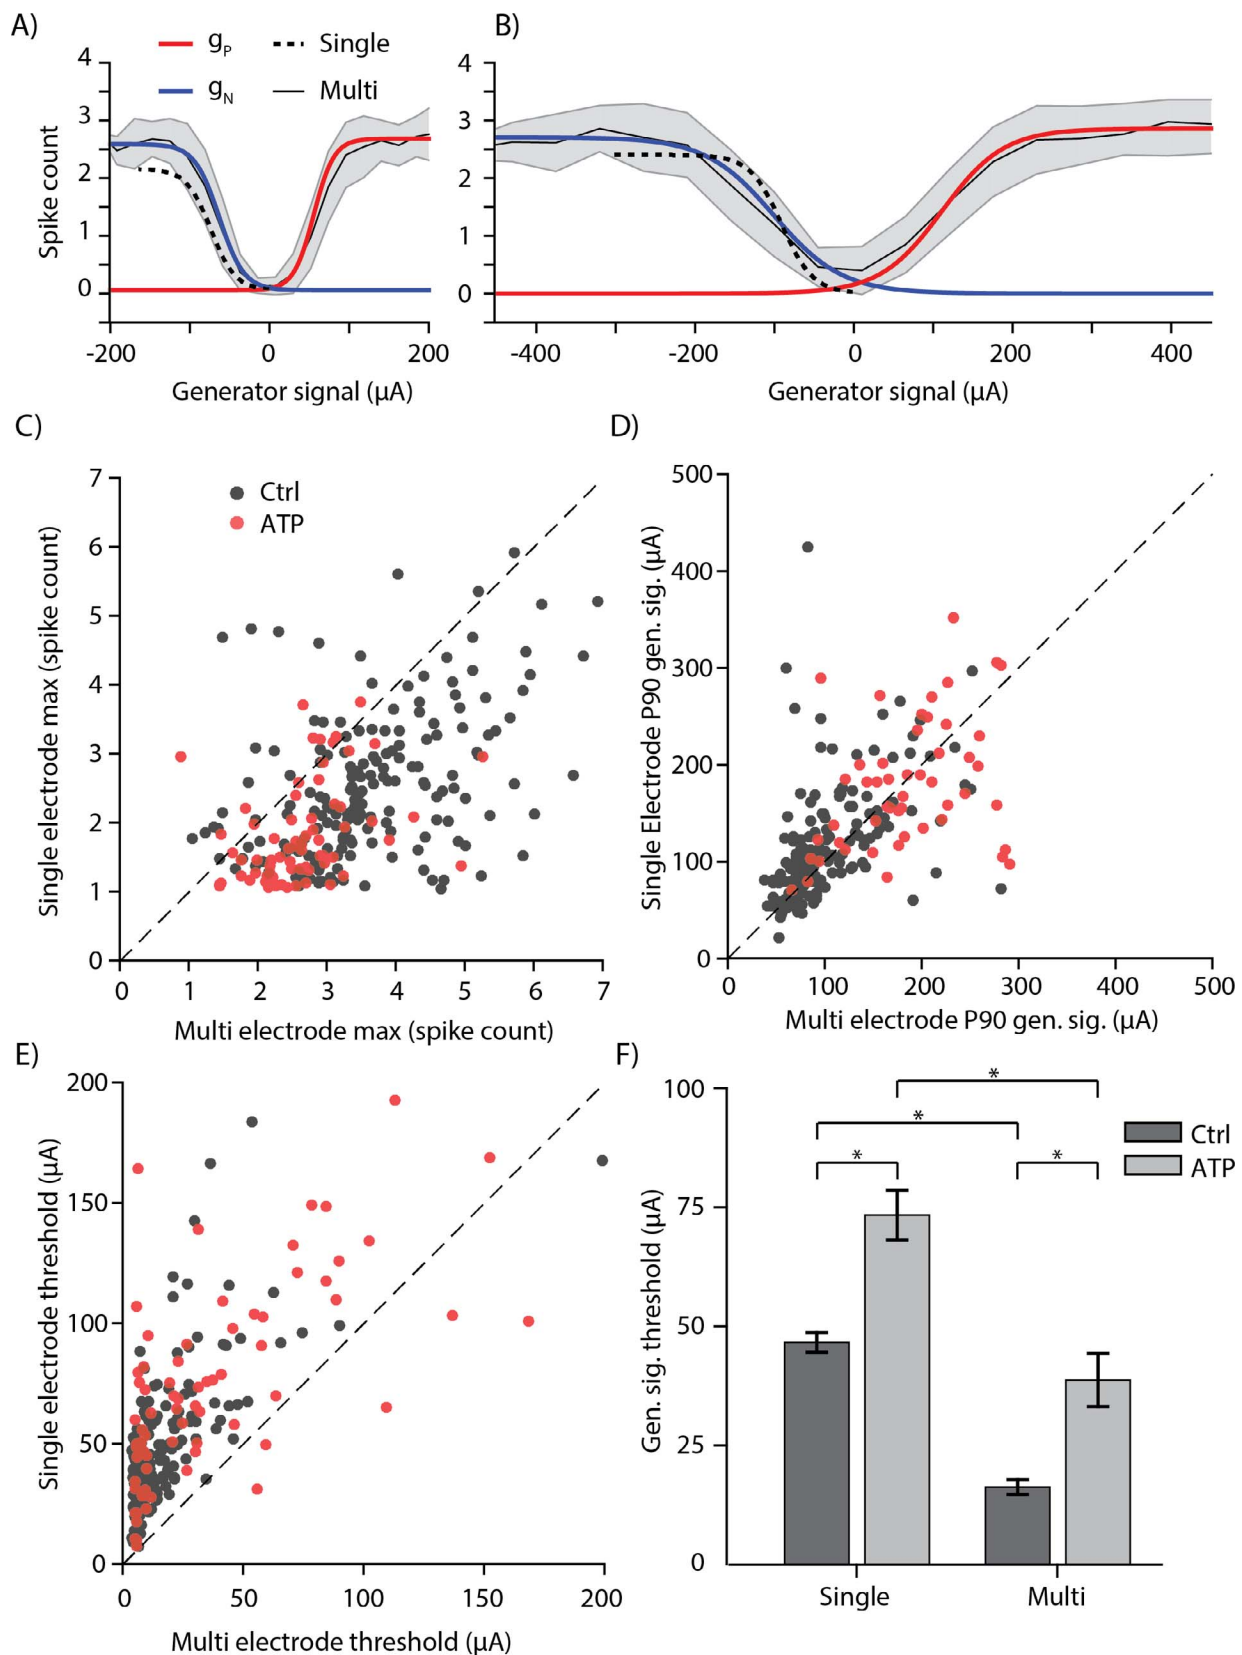 A)
g_P
Single
g_N
Multi
Spike count
4
3
2
1
0
-200
0
200
Generator signal (µA)
B)
4
3
2
1
0
-400
-200
0
200
400
Generator signal (µA)
C)
Ctrl
ATP
Single electrode max (spike count)
7
6
5
4
3
2
1
0
0
1
2
3
4
5
6
7
Multi electrode max (spike count)
D)
Single Electrode P90 gen. sig. (µA)
500
400
300
200
100
0
0
100
200
300
400
500
Multi electrode P90 gen. sig. (µA)
E)
Single electrode threshold (µA)
200
150
100
50
0
0
50
100
150
200
Multi electrode threshold (µA)
F)
Gen. sig. threshold (µA)
100
75
50
25
0
*
*
*
*
Ctrl
ATP
Single
Multi